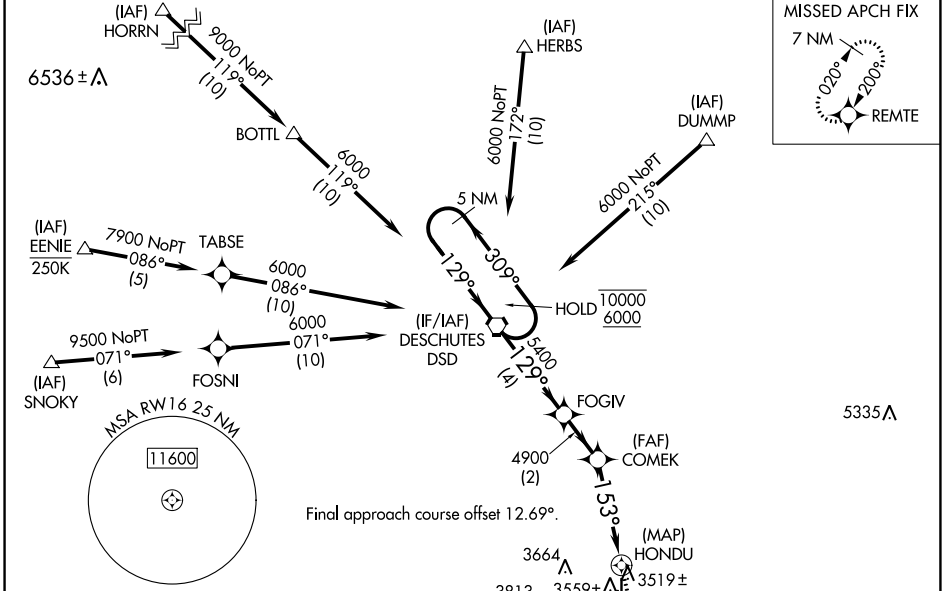 (IAF)
HORRN
9000 NoPT
119°
(10)
6536 ±
BOTTL
6000
119°
(10)
(IAF)
HERBS
6000 NoPT
172°
(10)
(IAF)
DUMMP
6000 NoPT
215°
(10)
MISSED APCH FIX
7 NM
020°
200°
REMTE
(IAF)
EENIE
250K
7900 NoPT
086°
(5)
TABSE
6000
086°
(10)
5 NM
129°
309°
HOLD
10000
6000
(IF/IAF)
DESCHUTES
DSD
(IAF)
SNOKY
9500 NoPT
071°
(6)
FOSNI
6000
071°
(10)
5400
129°
(4)
FOGIV
4900
(2)
(FAF)
COMEK
5335
MSA RW16 25 NM
11600
Final approach course offset 12.69°.
153°
(MAP)
HONDU
3664
3519 ±
3813
3559±